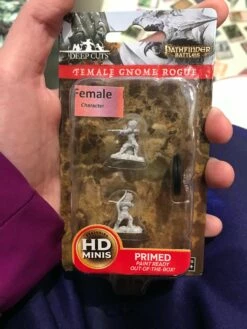 DEEP CUTS
PATHFINDER
BATTLES
FEMALE GNOME ROGUE
Female
Character
HD
MINIS
PRIMED
PAINT READY
OUT-OF-THE-BOX!